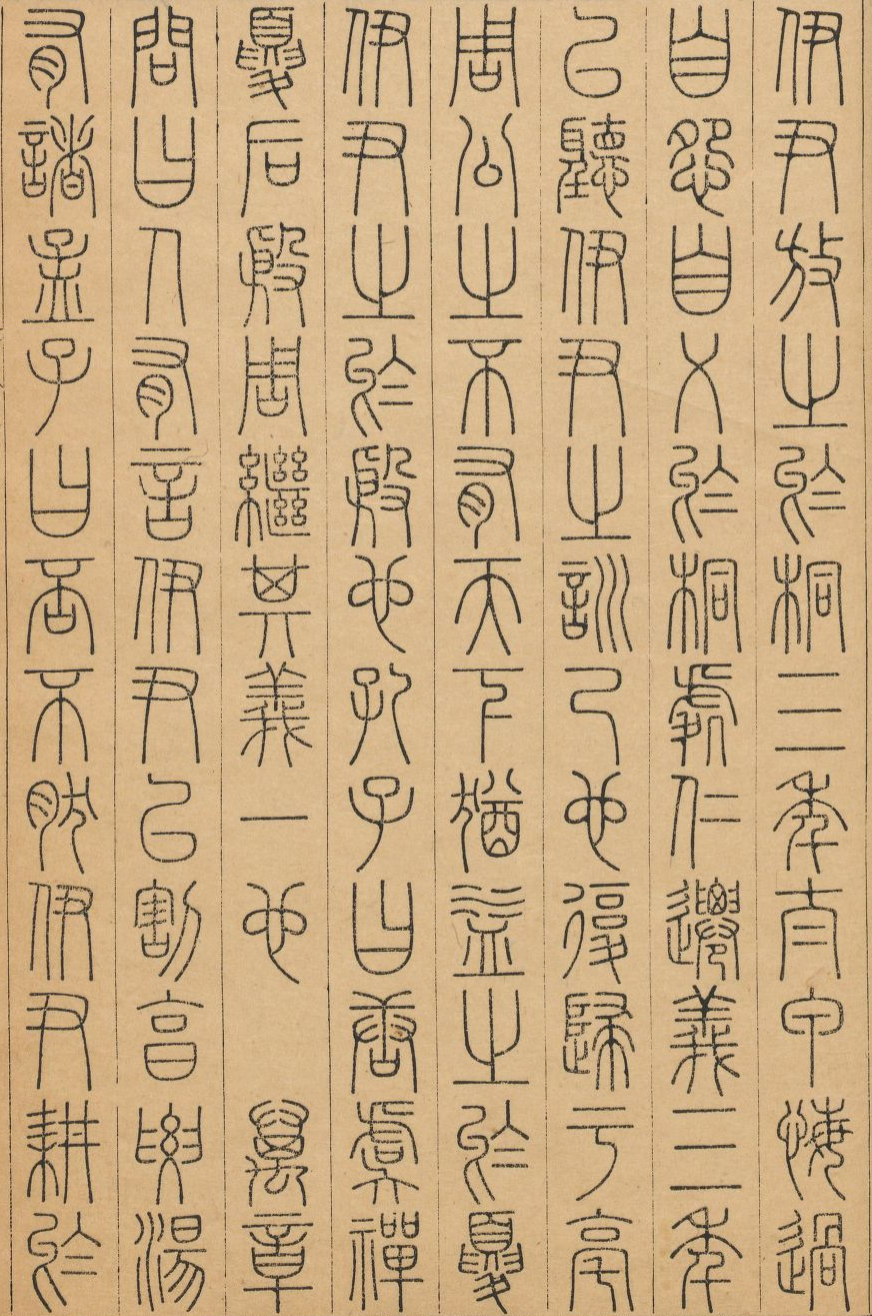 伊尹放之於桐三年太甲悔過
自怨自乂於桐處仁遷義三年
以聽伊尹之訓己也復歸于亳
周公之不有天下猶益之於夏
伊尹之於殷也孔子曰唐虞禪
夏后殷周繼其義一也　萬章
問曰人有言伊尹以割亨要湯
有諸孟子曰否不肰伊尹耕於